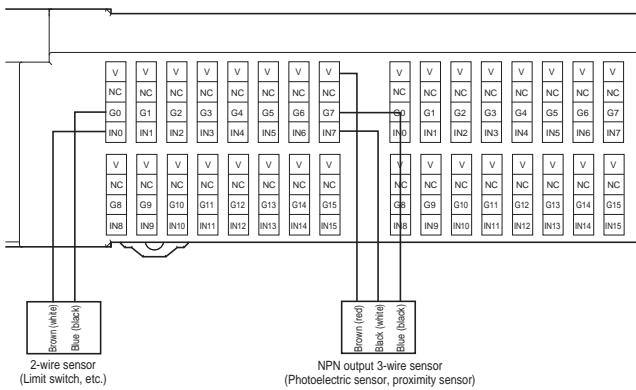 V V V V V V V V V V V V V V V V
NC NC NC NC NC NC NC NC NC NC NC NC NC NC NC NC
G0 G1 G2 G3 G4 G5 G6 G7 G0 G1 G2 G3 G4 G5 G6 G7
IN0 IN1 IN2 IN3 IN4 IN5 IN6 IN7 IN0 IN1 IN2 IN3 IN4 IN5 IN6 IN7
V V V V V V V V V V V V V V V V
NC NC NC NC NC NC NC NC NC NC NC NC NC NC NC NC
G8 G9 G10 G11 G12 G13 G14 G15 G8 G9 G10 G11 G12 G13 G14 G15
IN8 IN9 IN10 IN11 IN12 IN13 IN14 IN15 IN8 IN9 IN10 IN11 IN12 IN13 IN14 IN15
Brown (white)
Blue (black)
2-wire sensor
(Limit switch, etc.)
Brown (red)
Black (white)
Blue (black)
NPN output 3-wire sensor
(Photoelectric sensor, proximity sensor)